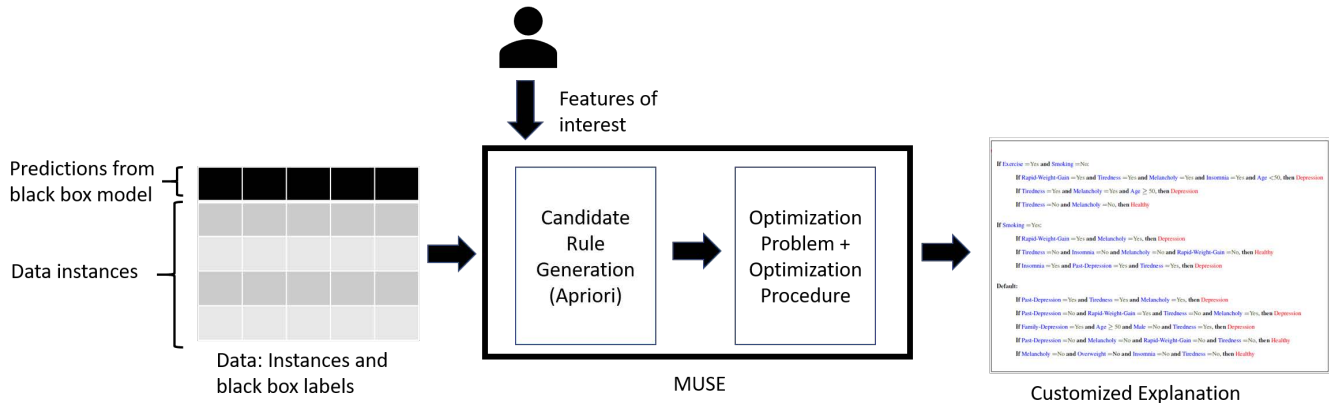 Features of
interest
Predictions from
black box model
Data instances
Data: Instances and
black box labels
Candidate
Rule
Generation
(Apriori)
Optimization
Problem +
Optimization
Procedure
MUSE
If Exercise =Yes and Smoking =No:
If Rapid-Weight-Gain =Yes and Tiredness =Yes and Melancholy =Yes and Insomnia =Yes and Age <50, then Depression
If Tiredness =Yes and Melancholy =Yes and Age ≥ 50, then Depression
If Tiredness =No and Melancholy =No, then Healthy
If Smoking =Yes:
If Rapid-Weight-Gain =Yes and Melancholy =Yes, then Depression
If Tiredness =No and Insomnia =No and Melancholy =No and Rapid-Weight-Gain =No, then Healthy
If Insomnia =Yes and Past-Depression =Yes and Tiredness =Yes, then Depression
Default:
If Past-Depression =Yes and Tiredness =Yes and Melancholy =Yes, then Depression
If Past-Depression =No and Rapid-Weight-Gain =Yes and Tiredness =No and Melancholy =Yes, then Depression
If Family-Depression =Yes and Age ≥ 50 and Male =No and Tiredness =Yes, then Depression
If Past-Depression =No and Melancholy =No and Rapid-Weight-Gain =No and Tiredness =No, then Healthy
If Melancholy =No and Overweight =No and Insomnia =No and Tiredness =No, then Healthy
Customized Explanation